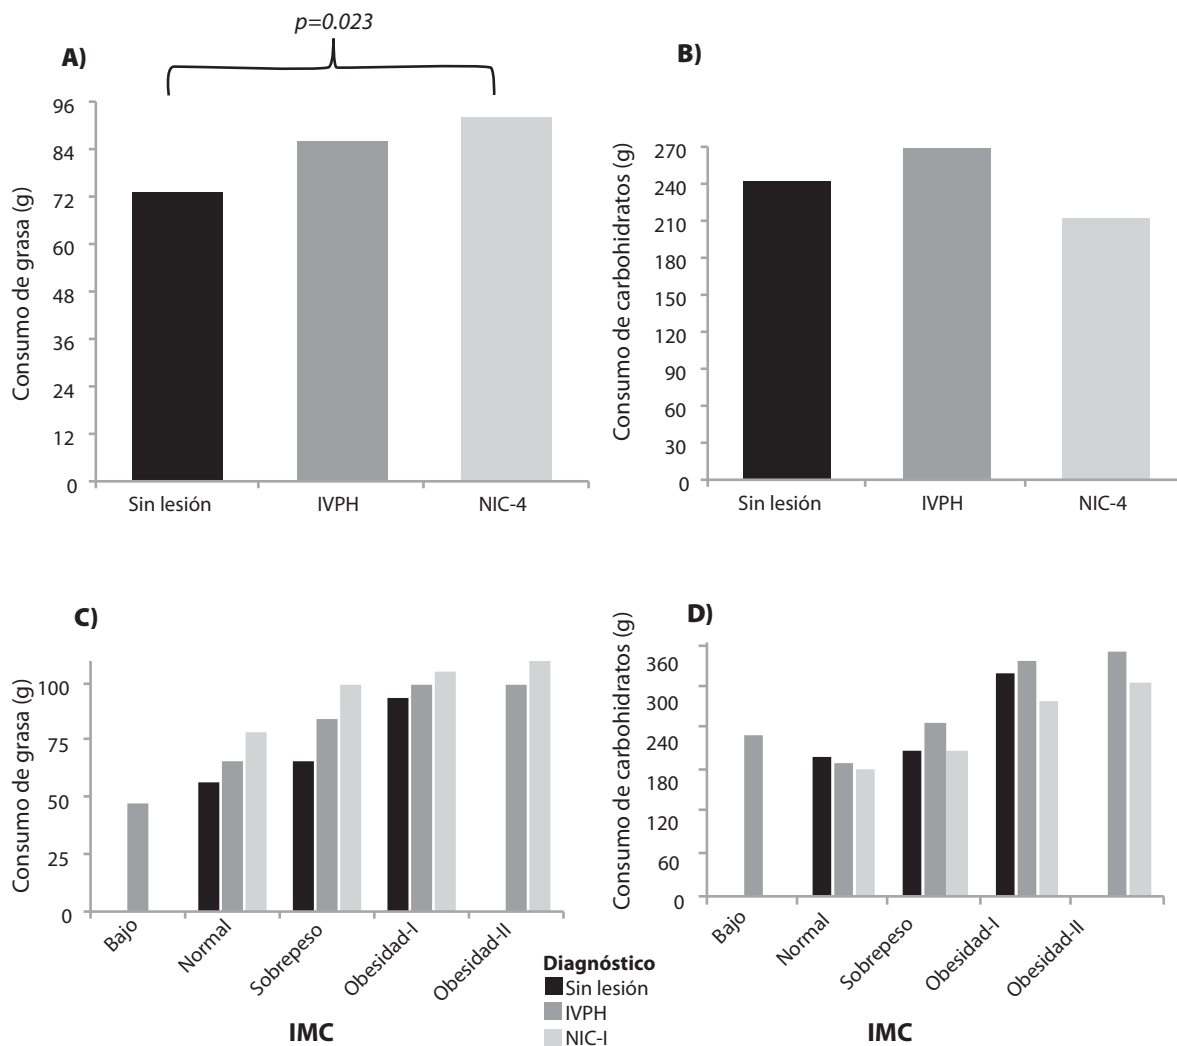 p=0.023
A)
Consumo de grasa (g)
96
84
72
60
48
36
24
12
0
Sin lesión
IVPH
NIC-4
B)
Consumo de carbohidratos (g)
270
240
210
180
150
120
90
60
30
0
Sin lesión
IVPH
NIC-4
C)
Consumo de grasa (g)
100
75
50
25
0
Bajo
Normal
Sobrepeso
Obesidad-I
Obesidad-II
IMC
D)
Consumo de carbohidratos (g)
360
300
240
180
120
60
0
Bajo
Normal
Sobrepeso
Obesidad-I
Obesidad-II
IMC
Diagnóstico
Sin lesión
IVPH
NIC-I